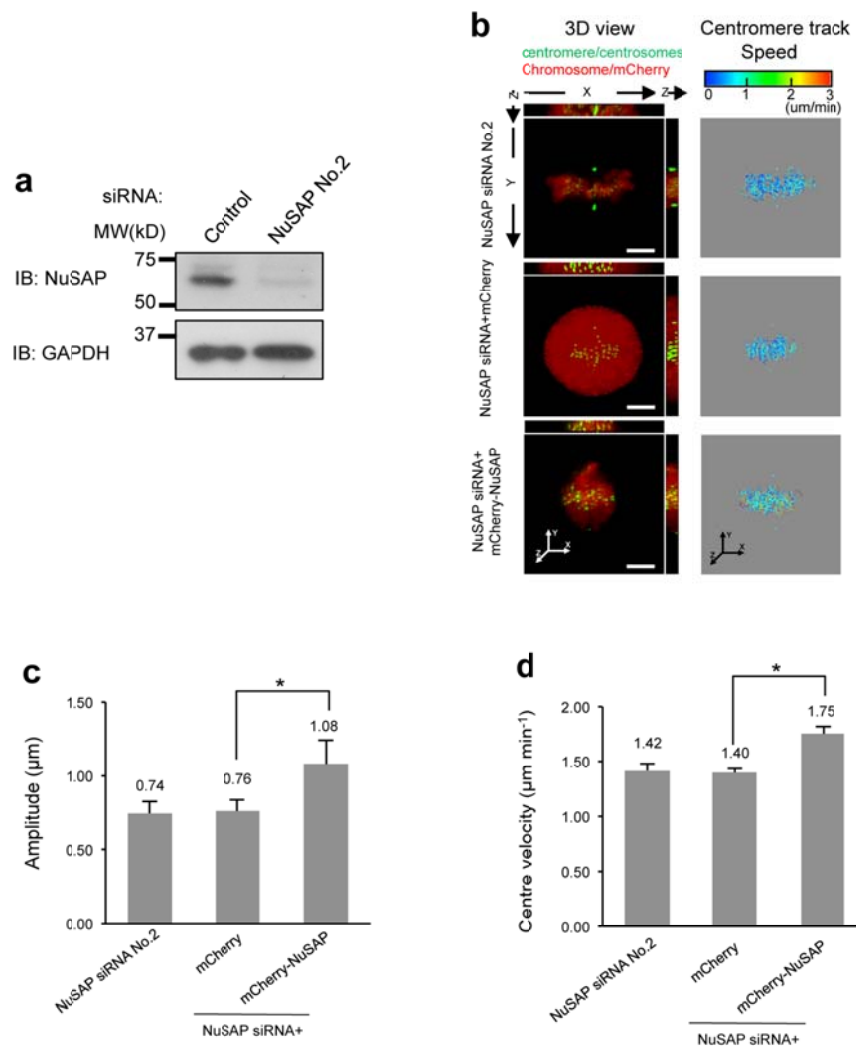 a
siRNA:
Control
NuSAP No.2
MW(kD)
75
IB: NuSAP
50
37
IB: GAPDH
b
3D view
centromere/centrosomes
Chromosome/mCherry
Centromere track
Speed
0 1 2 3
(um/min)
Z
X
Z
Y
NuSAP siRNA No.2
NuSAP siRNA+mCherry
NuSAP siRNA+
mCherry-NuSAP
Y
Z
X
Y
Z
X
c
Amplitude (μm)
1.50
1.00
0.50
0.00
0.74
0.76
1.08
*
NuSAP siRNA No.2
mCherry
mCherry-NuSAP
NuSAP siRNA+
d
Centre velocity (μm min⁻¹)
2.00
1.50
1.00
0.50
0.00
1.42
1.40
1.75
*
NuSAP siRNA No.2
mCherry
mCherry-NuSAP
NuSAP siRNA+